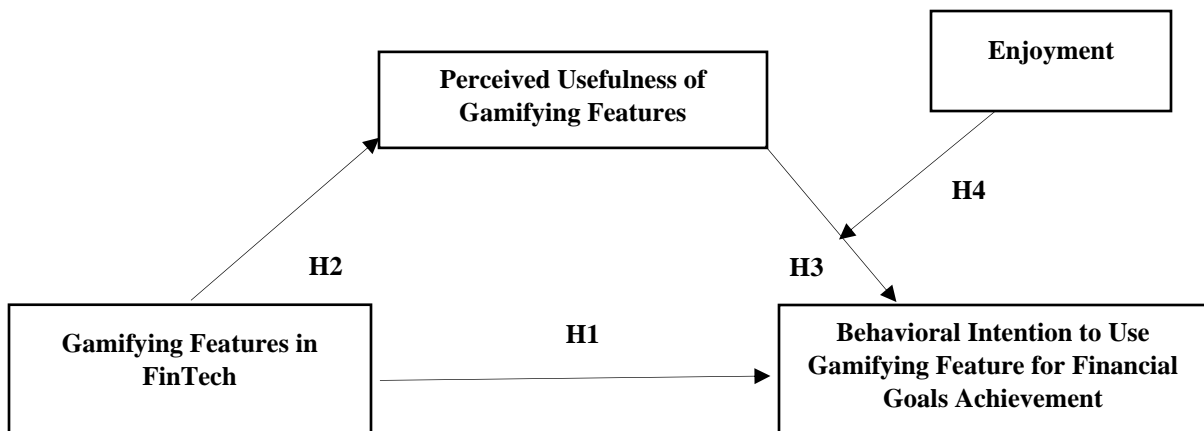 Enjoyment
Perceived Usefulness of
Gamifying Features
H4
H2
H3
Gamifying Features in
FinTech
H1
Behavioral Intention to Use
Gamifying Feature for Financial
Goals Achievement